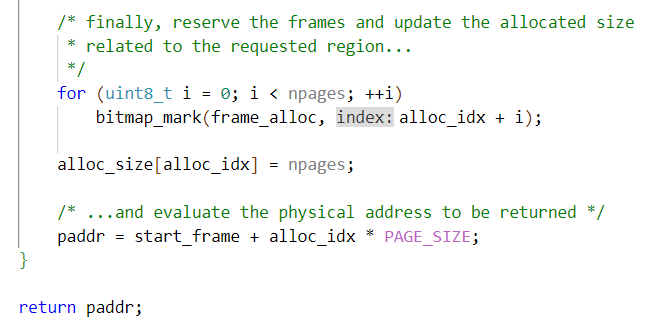 /* finally, reserve the frames and update the allocated size
* related to the requested region...
*/
for (uint8_t i = 0; i < npages; ++i)
bitmap_mark(frame_alloc, index: alloc_idx + i);
alloc_size[alloc_idx] = npages;
/* ...and evaluate the physical address to be returned */
paddr = start_frame + alloc_idx * PAGE_SIZE;
}
return paddr;